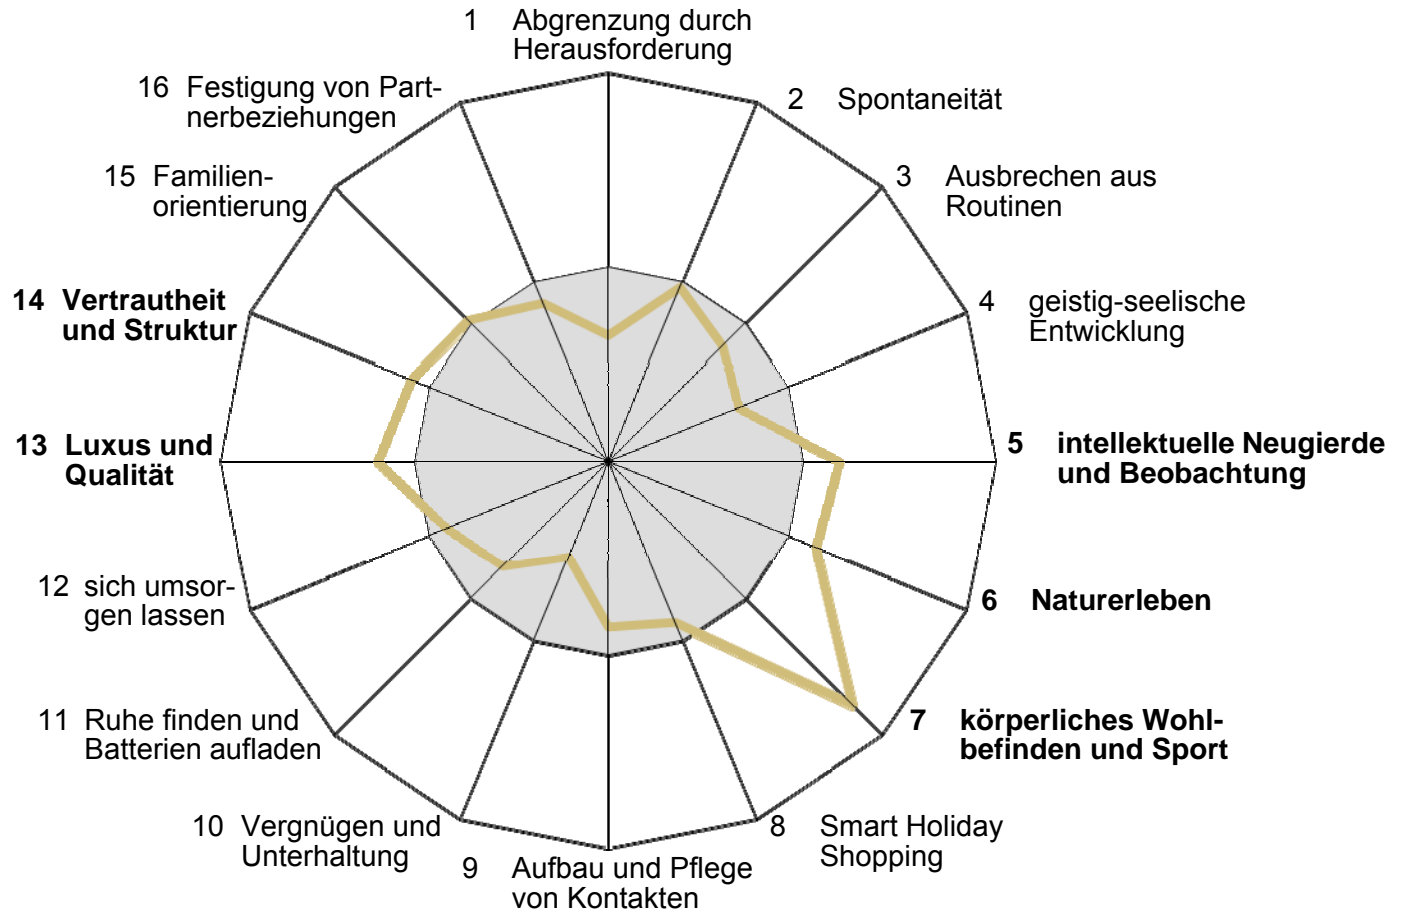 1 Abgrenzung durch
Herausforderung
2 Spontaneität
3 Ausbrechen aus
Routinen
4 geistig-seelische
Entwicklung
5 intellektuelle Neugierde
und Beobachtung
6 Naturerleben
7 körperliches Wohl-
befinden und Sport
8 Smart Holiday
Shopping
9 Aufbau und Pflege
von Kontakten
10 Vergnügen und
Unterhaltung
11 Ruhe finden und
Batterien aufladen
12 sich umsor-
gen lassen
13 Luxus und
Qualität
14 Vertrautheit
und Struktur
15 Familien-
orientierung
16 Festigung von Part-
nerbeziehungen